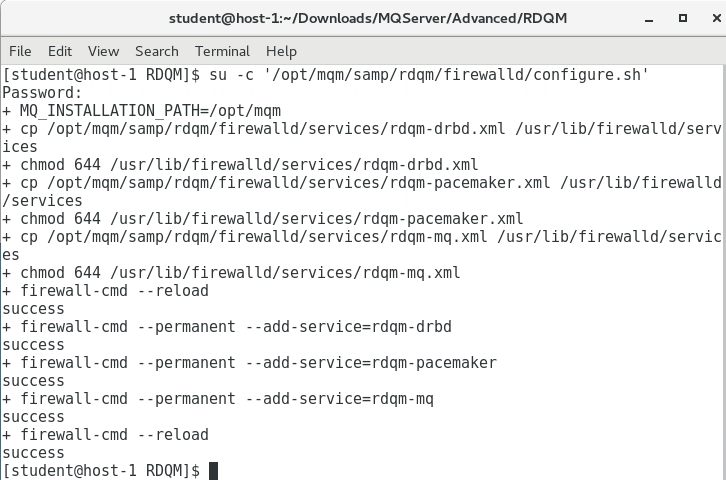 student@host-1:~/Downloads/MQServer/Advanced/RDQM
File Edit View Search Terminal Help
[student@host-1 RDQM]$ su -c '/opt/mqm/samp/rdqm/firewalld/configure.sh'
Password:
+ MQ_INSTALLATION_PATH=/opt/mqm
+ cp /opt/mqm/samp/rdqm/firewalld/services/rdqm-drbd.xml /usr/lib/firewalld/serv
ices
+ chmod 644 /usr/lib/firewalld/services/rdqm-drbd.xml
+ cp /opt/mqm/samp/rdqm/firewalld/services/rdqm-pacemaker.xml /usr/lib/firewalld
/services
+ chmod 644 /usr/lib/firewalld/services/rdqm-pacemaker.xml
+ cp /opt/mqm/samp/rdqm/firewalld/services/rdqm-mq.xml /usr/lib/firewalld/servic
es
+ chmod 644 /usr/lib/firewalld/services/rdqm-mq.xml
+ firewall-cmd --reload
success
+ firewall-cmd --permanent --add-service=rdqm-drbd
success
+ firewall-cmd --permanent --add-service=rdqm-pacemaker
success
+ firewall-cmd --permanent --add-service=rdqm-mq
success
+ firewall-cmd --reload
success
[student@host-1 RDQM]$